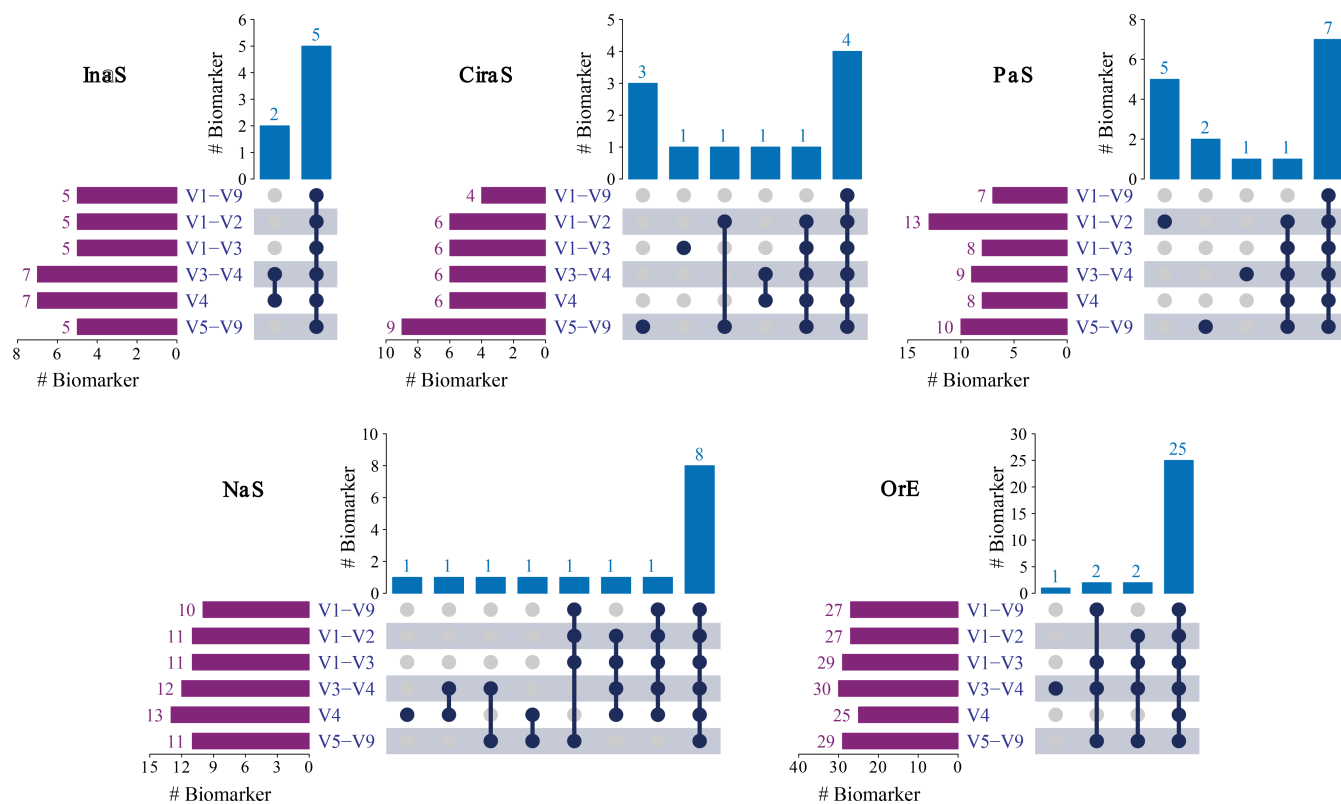 InaS
# Biomarker
6
5
4
3
2
1
0
2
5
5 V1−V9
5 V1−V2
5 V1−V3
7 V3−V4
7 V4
5 V5−V9
8 6 4 2 0
# Biomarker
CiraS
# Biomarker
5
4
3
2
1
0
3
1
1
1
1
4
4 V1−V9
6 V1−V2
6 V1−V3
6 V3−V4
6 V4
9 V5−V9
10 8 6 4 2 0
# Biomarker
PaS
# Biomarker
8
6
4
2
0
5
2
1
1
7
7 V1−V9
13 V1−V2
8 V1−V3
9 V3−V4
8 V4
10 V5−V9
15 10 5 0
# Biomarker
NaS
# Biomarker
10
8
6
4
2
0
1
1
1
1
1
1
1
8
10 V1−V9
11 V1−V2
11 V1−V3
12 V3−V4
13 V4
11 V5−V9
15 12 9 6 3 0
# Biomarker
OrE
# Biomarker
30
25
20
15
10
5
0
1
2
2
25
27 V1−V9
27 V1−V2
29 V1−V3
30 V3−V4
25 V4
29 V5−V9
40 30 20 10 0
# Biomarker